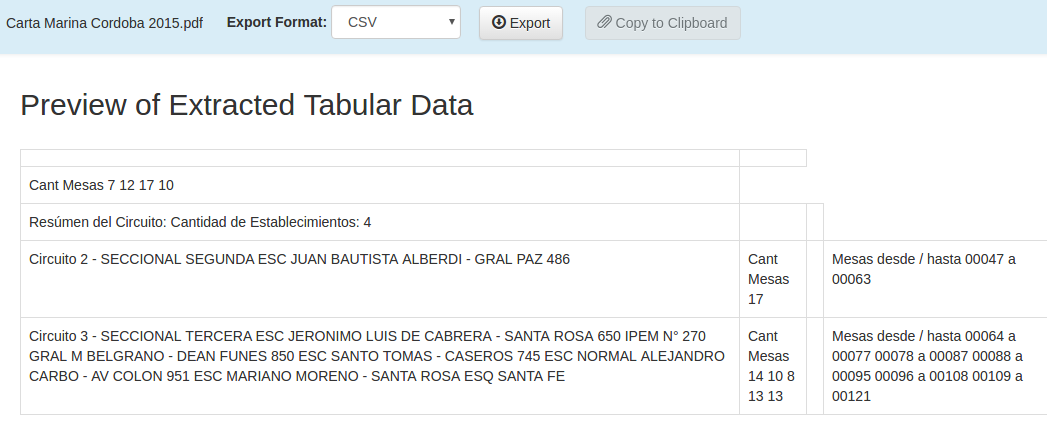 Carta Marina Cordoba 2015.pdf Export Format: CSV Export Copy to Clipboard
Preview of Extracted Tabular Data
Cant Mesas 7 12 17 10
Resúmen del Circuito: Cantidad de Establecimientos: 4
Circuito 2 - SECCIONAL SEGUNDA ESC JUAN BAUTISTA ALBERDI - GRAL PAZ 486
Cant
Mesas
17
Mesas desde / hasta 00047 a
00063
Circuito 3 - SECCIONAL TERCERA ESC JERONIMO LUIS DE CABRERA - SANTA ROSA 650 IPEM N° 270
GRAL M BELGRANO - DEAN FUNES 850 ESC SANTO TOMAS - CASEROS 745 ESC NORMAL ALEJANDRO
CARBO - AV COLON 951 ESC MARIANO MORENO - SANTA ROSA ESQ SANTA FE
Cant
Mesas
14 10 8
13 13
Mesas desde / hasta 00064 a
00077 00078 a 00087 00088 a
00095 00096 a 00108 00109 a
00121